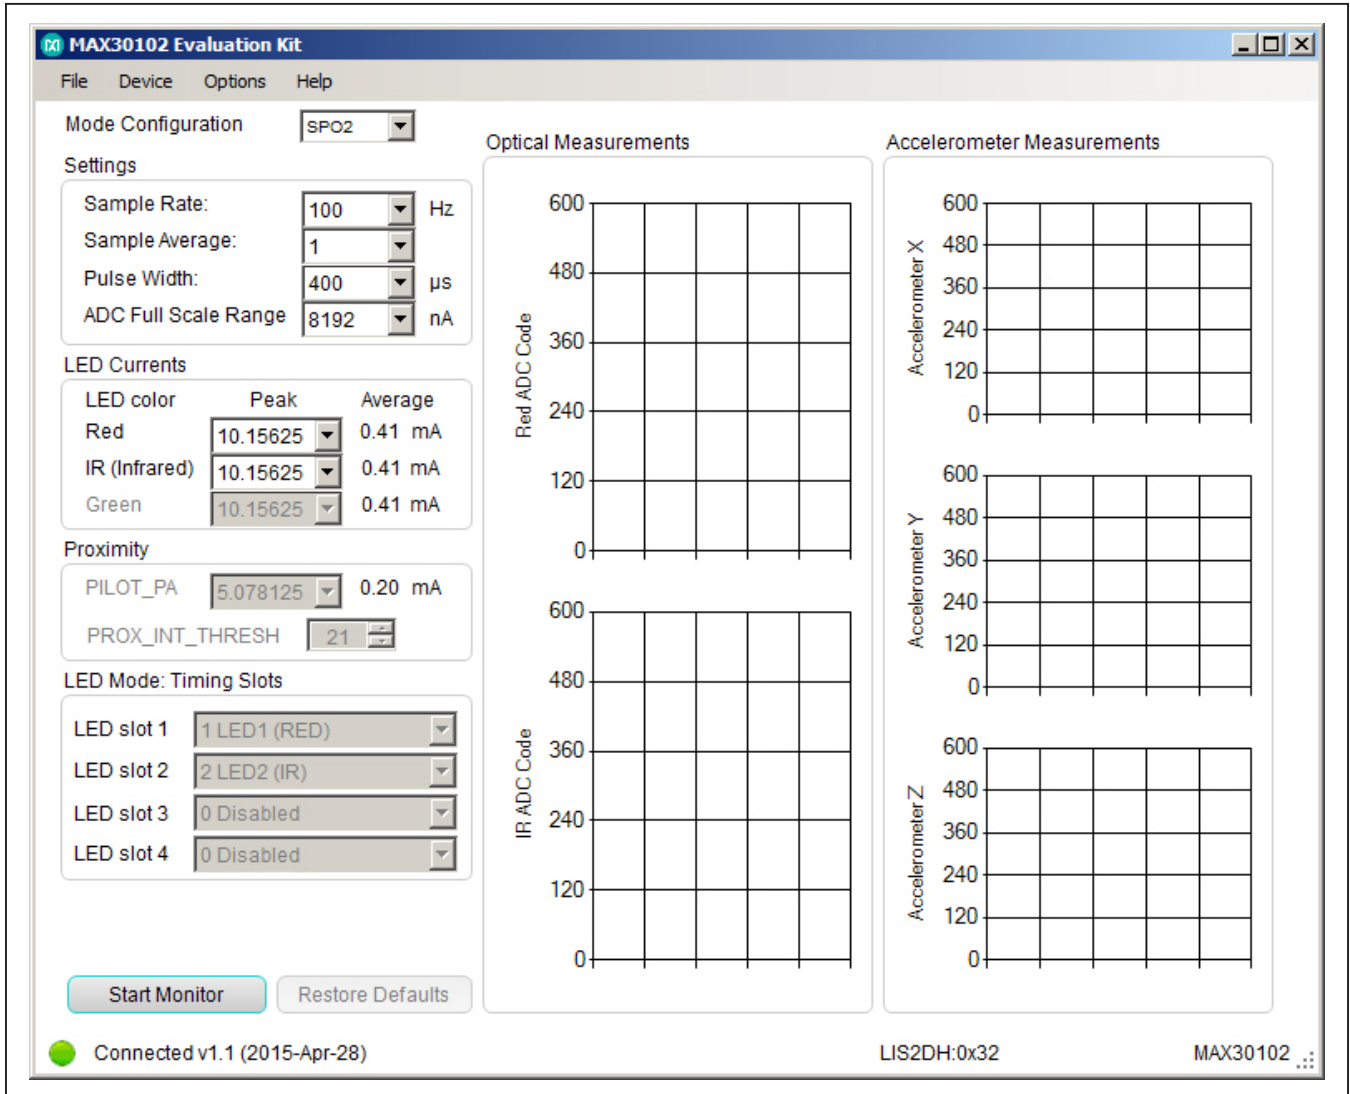 MAX30102 Evaluation Kit
File Device Options Help
Mode Configuration SPO2
Settings
Sample Rate: 100 Hz
Sample Average: 1
Pulse Width: 400 µs
ADC Full Scale Range 8192 nA
LED Currents
LED color Peak Average
Red 10.15625 0.41 mA
IR (Infrared) 10.15625 0.41 mA
Green 10.15625 0.41 mA
Proximity
PILOT_PA 5.078125 0.20 mA
PROX_INT_THRESH 21
LED Mode: Timing Slots
LED slot 1 1 LED1 (RED)
LED slot 2 2 LED2 (IR)
LED slot 3 0 Disabled
LED slot 4 0 Disabled
Start Monitor Restore Defaults
Optical Measurements
Red ADC Code
600
480
360
240
120
0
IR ADC Code
600
480
360
240
120
0
Accelerometer Measurements
Accelerometer X
600
480
360
240
120
0
Accelerometer Y
600
480
360
240
120
0
Accelerometer Z
600
480
360
240
120
0
Connected v1.1 (2015-Apr-28) LIS2DH:0x32 MAX30102